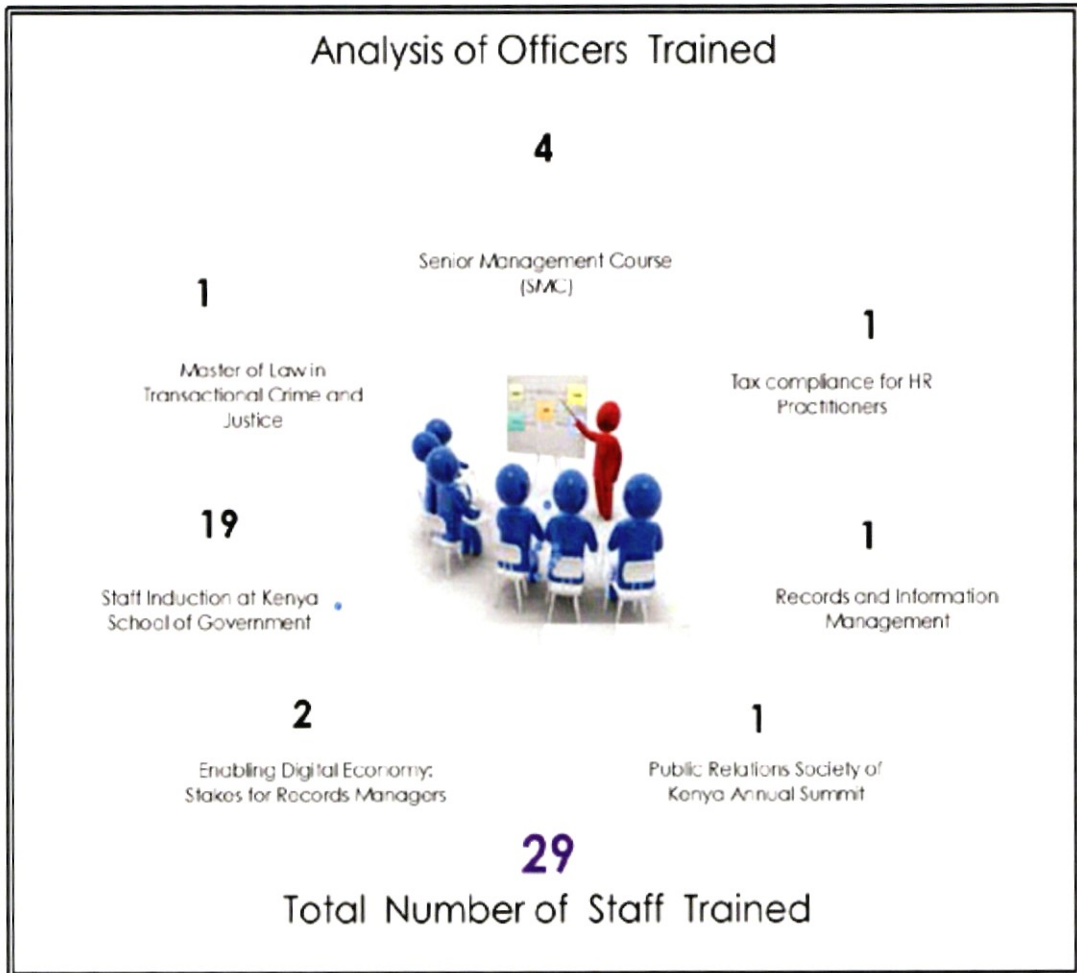 Analysis of Officers Trained
4
Senior Management Course
(SMC)
1
Master of Law in
Transactional Crime and
Justice
1
Tax compliance for HR
Practitioners
19
Staff Induction at Kenya
School of Government
1
Records and Information
Management
2
Enabling Digital Economy:
Stakes for Records Managers
1
Public Relations Society of
Kenya Annual Summit
29
Total Number of Staff Trained